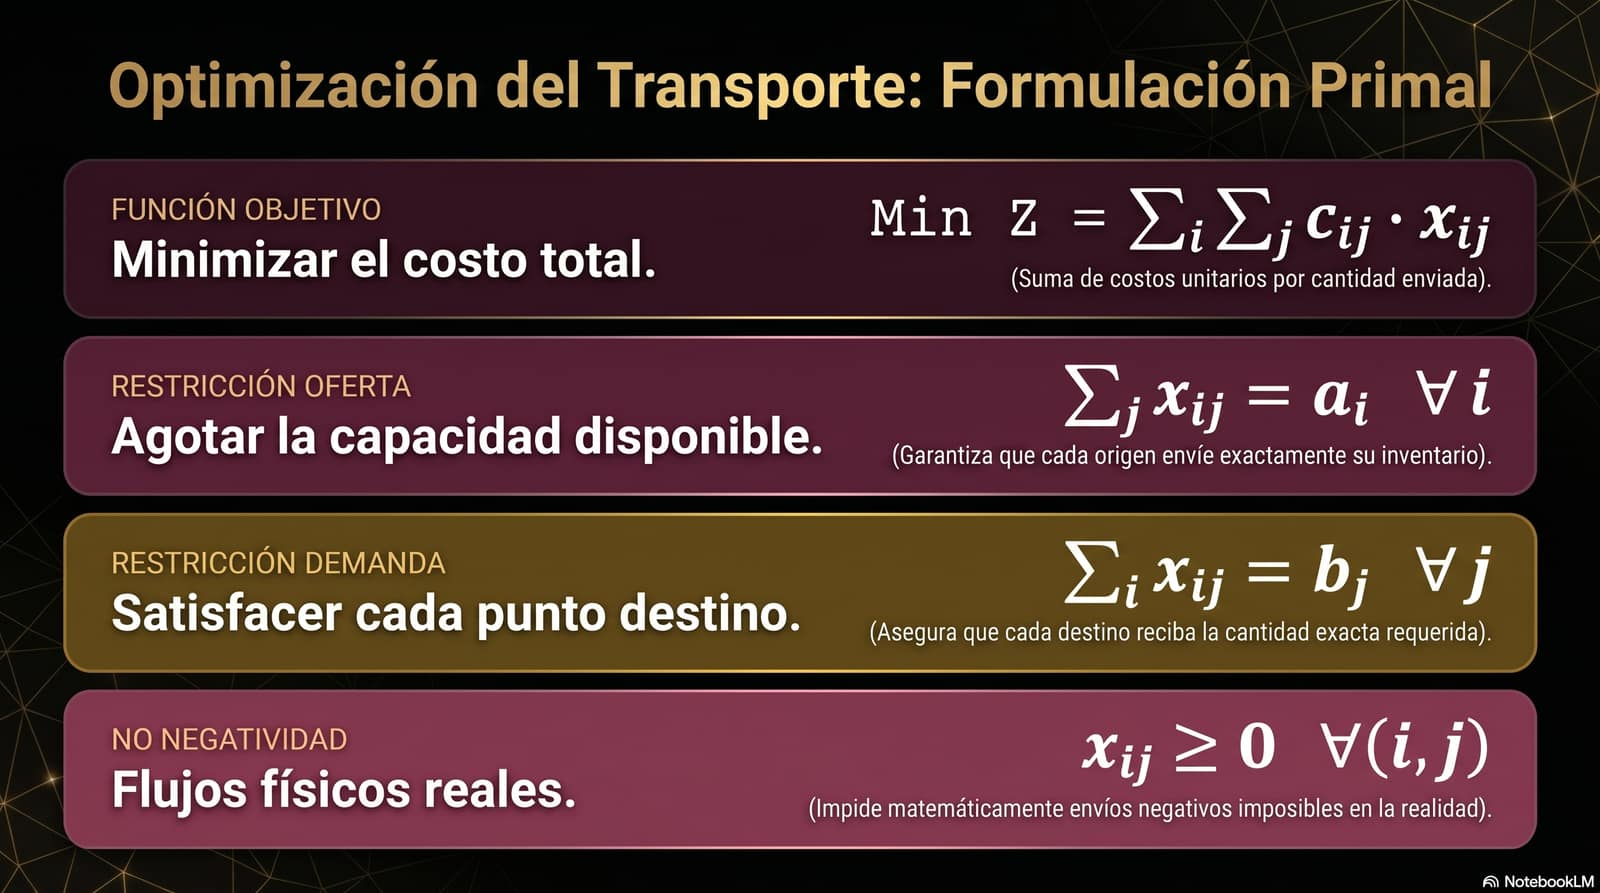 Optimización del Transporte: Formulación Primal
FUNCIÓN OBJETIVO
Minimizar el costo total.
Min Z = ∑ᵢ ∑ⱼ cᵢⱼ · xᵢⱼ
(Suma de costos unitarios por cantidad enviada).
RESTRICCIÓN OFERTA
Agotar la capacidad disponible.
∑ⱼ xᵢⱼ = aᵢ ∀ i
(Garantiza que cada origen envíe exactamente su inventario).
RESTRICCIÓN DEMANDA
Satisfacer cada punto destino.
∑ᵢ xᵢⱼ = bⱼ ∀ j
(Asegura que cada destino reciba la cantidad exacta requerida).
NO NEGATIVIDAD
Flujos físicos reales.
xᵢⱼ ≥ 0 ∀(i, j)
(Impide matemáticamente envíos negativos imposibles en la realidad).
NotebookLM